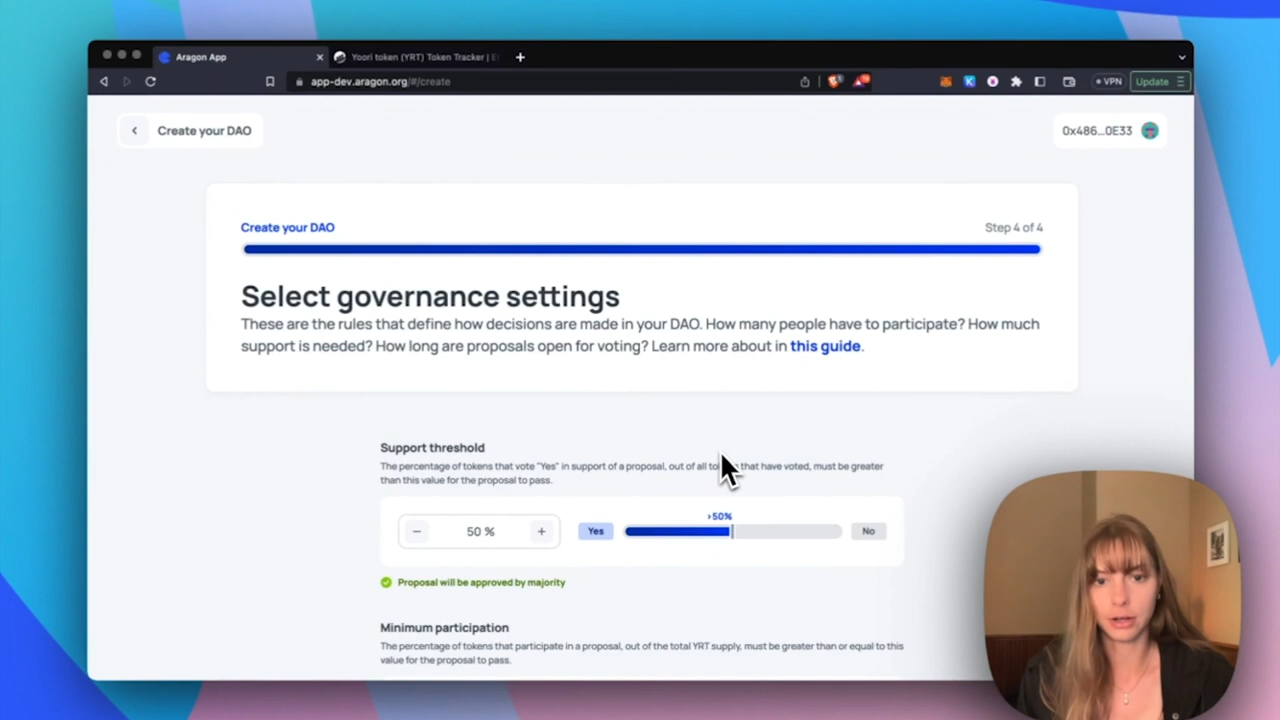 Aragon App
Yoori token (YRT) Token Tracker |
app-dev.aragon.org/#/create
VPN
Update
Create your DAO
0x486...0E33
Create your DAO
Step 4 of 4
Select governance settings
These are the rules that define how decisions are made in your DAO. How many people have to participate? How much
support is needed? How long are proposals open for voting? Learn more about in this guide.
Support threshold
The percentage of tokens that vote "Yes" in support of a proposal, out of all that have voted, must be greater
than this value for the proposal to pass.
>50%
50 %
Yes
No
Proposal will be approved by majority
Minimum participation
The percentage of tokens that participate in a proposal, out of the total YRT supply, must be greater than or equal to this
value for the proposal to pass.